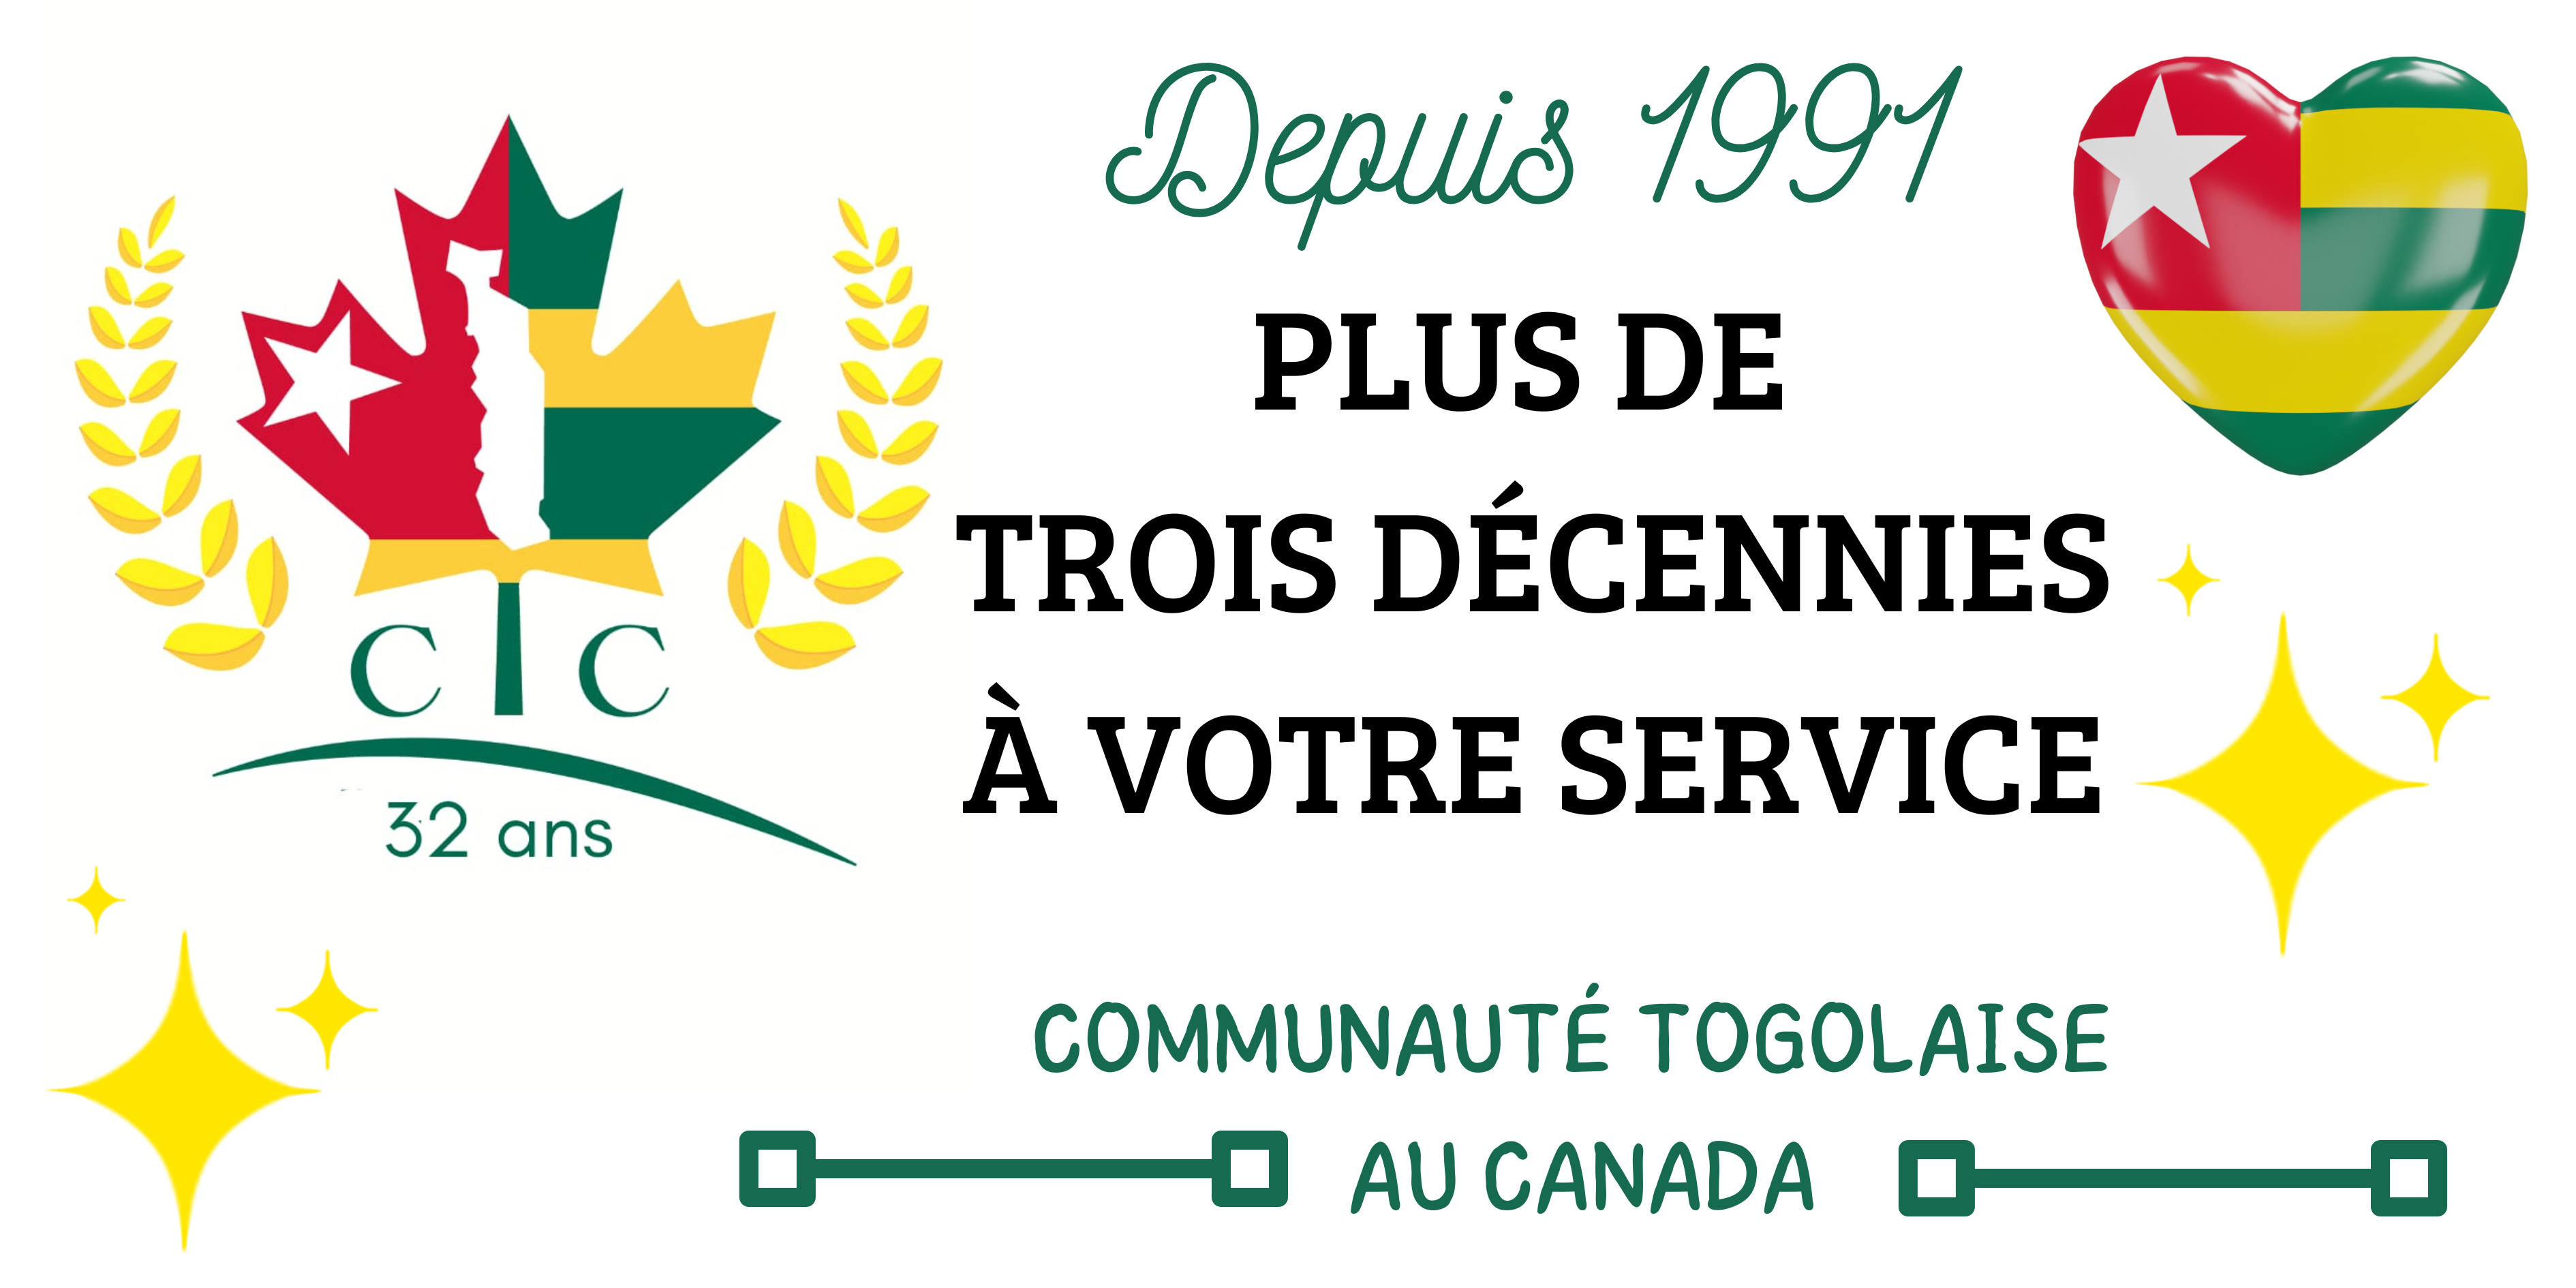 Depuis 1991
PLUS DE
TROIS DÉCENNIES
À VOTRE SERVICE
CTC
32 ans
COMMUNAUTÉ TOGOLAISE
AU CANADA